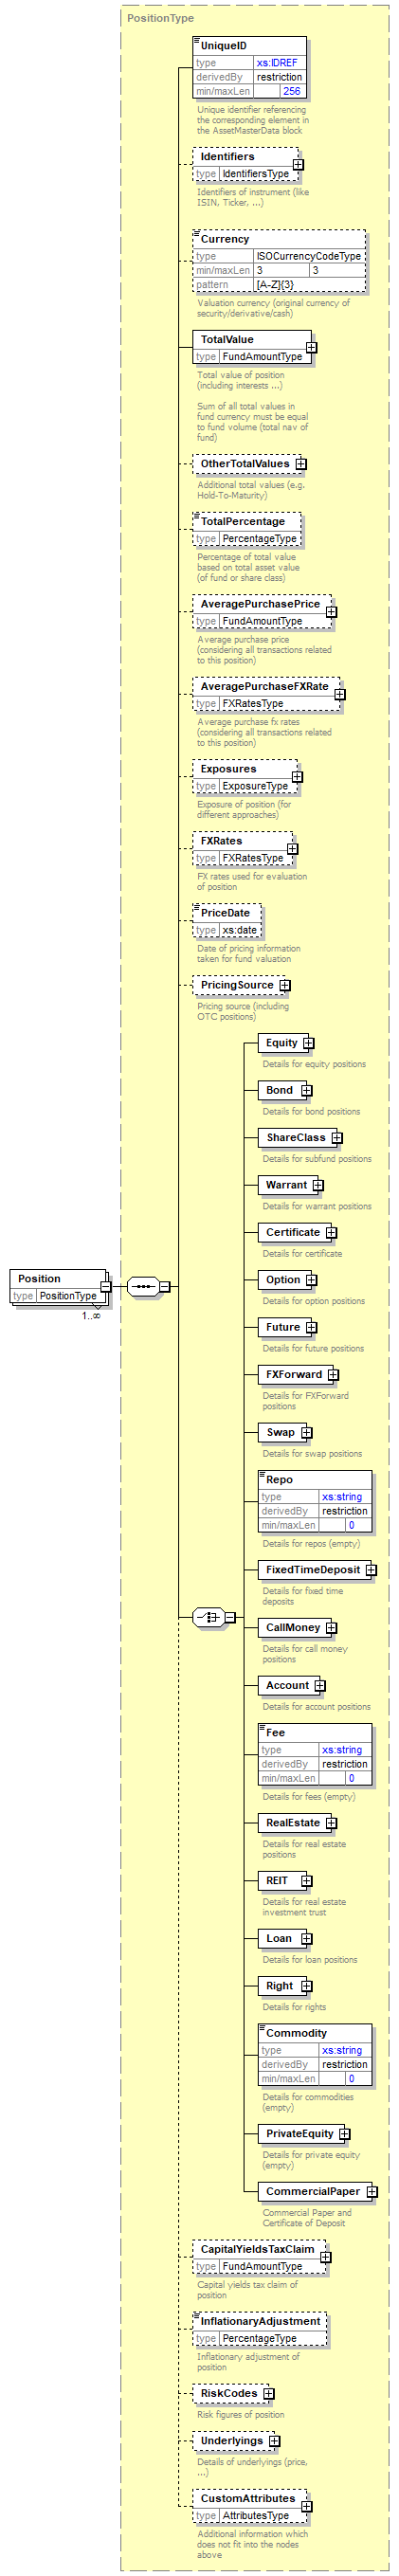 PositionType
UniqueID
type xs:IDREF
derivedBy restriction
min/maxLen 256
Unique identifier referencing
the corresponding element in
the AssetMasterData block
Identifiers
type IdentifiersType
Identifiers of instrument (like
ISIN, Ticker, ...)
Currency
type ISOCurrencyCodeType
min/maxLen 3 3
pattern [A-Z]{3}
Valuation currency (original currency of
security/derivative/cash)
TotalValue
type FundAmountType
Total value of position
(including interests ...)
Sum of all total values in
fund currency must be equal
to fund volume (total nav of
fund)
OtherTotalValues
Additional total values (e.g.
Hold-To-Maturity)
TotalPercentage
type PercentageType
Percentage of total value
based on total asset value
(of fund or share class)
AveragePurchasePrice
type FundAmountType
Average purchase price
(considering all transactions related
to this position)
AveragePurchaseFXRate
type FXRatesType
Average purchase fx rates
(considering all transactions related
to this position)
Exposures
type ExposureType
Exposure of position (for
different approaches)
FXRates
type FXRatesType
FX rates used for evaluation
of position
PriceDate
type xs:date
Date of pricing information
taken for fund valuation
PricingSource
Pricing source (including
OTC positions)
Equity
Details for equity positions
Bond
Details for bond positions
ShareClass
Details for subfund positions
Warrant
Details for warrant positions
Certificate
Details for certificate
Option
Details for option positions
Future
Details for future positions
FXForward
Details for FXForward
positions
Swap
Details for swap positions
Repo
type xs:string
derivedBy restriction
min/maxLen 0
Details for repos (empty)
FixedTimeDeposit
Details for fixed time
deposits
CallMoney
Details for call money
positions
Account
Details for account positions
Fee
type xs:string
derivedBy restriction
min/maxLen 0
Details for fees (empty)
RealEstate
Details for real estate
positions
REIT
Details for real estate
investment trust
Loan
Details for loan positions
Right
Details for rights
Commodity
type xs:string
derivedBy restriction
min/maxLen 0
Details for commodities
(empty)
PrivateEquity
Details for private equity
(empty)
CommercialPaper
Commercial Paper and
Certificate of Deposit
Position
type PositionType
1..∞
CapitalYieldsTaxClaim
type FundAmountType
Capital yields tax claim of
position
InflationaryAdjustment
type PercentageType
Inflationary adjustment of
position
RiskCodes
Risk figures of position
Underlyings
Details of underlyings (price,
...)
CustomAttributes
type AttributesType
Additional information which
does not fit into the nodes
above